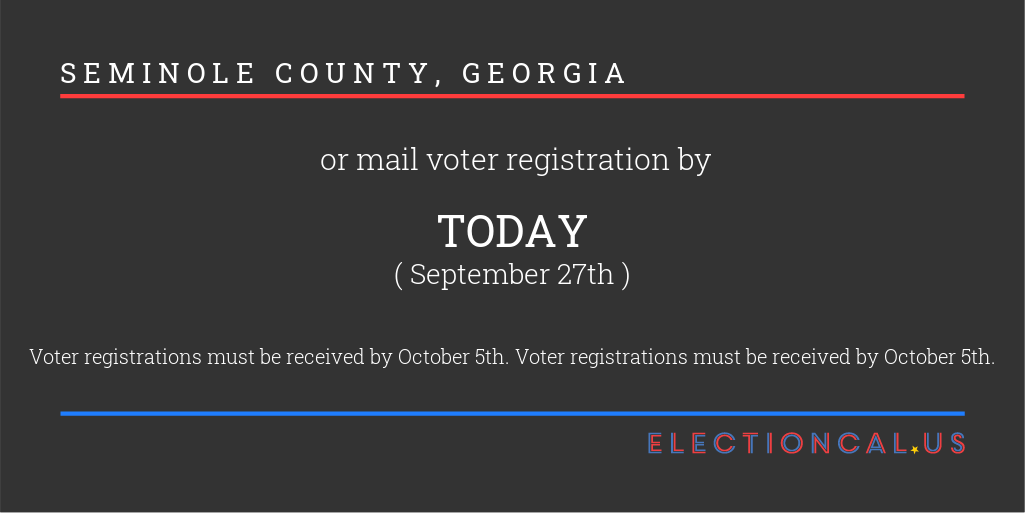 SEMINOLE COUNTY, GEORGIA
or mail voter registration by
TODAY
( September 27th )
Voter registrations must be received by October 5th. Voter registrations must be received by October 5th.
ELECTIONCAL.US